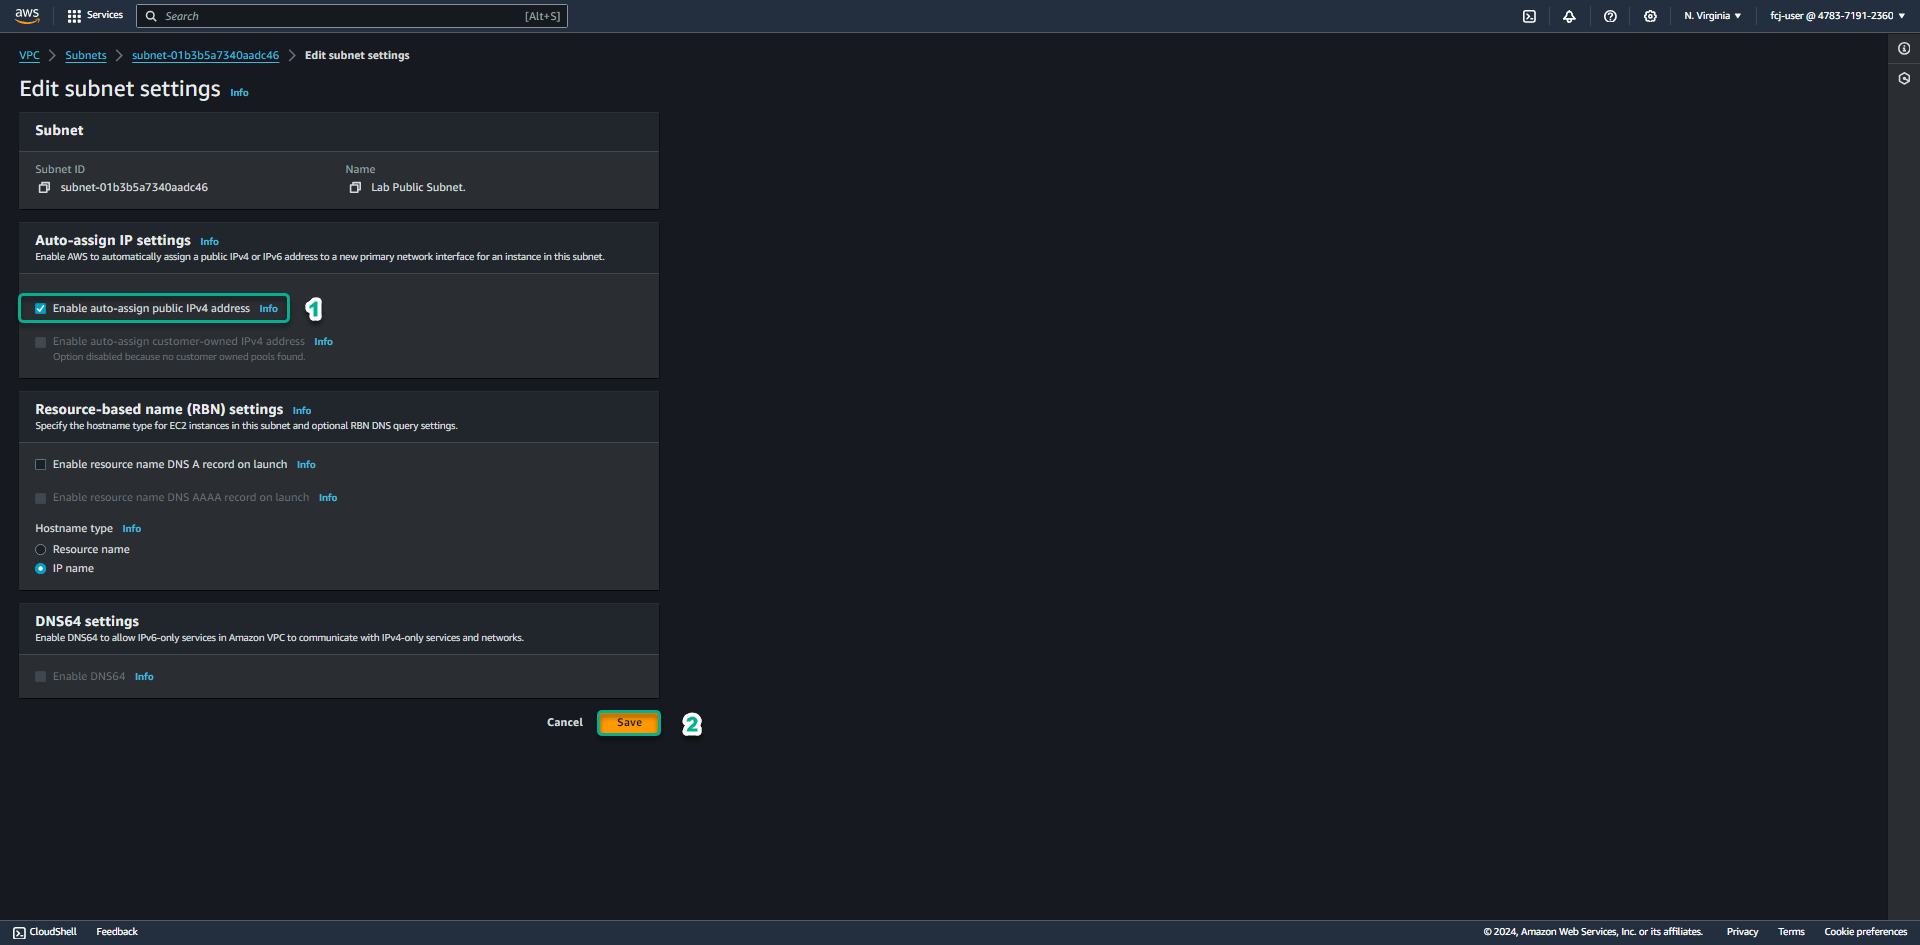 aws Services Search [Alt+S] N. Virginia ▼ fcj-user @ 4783-7191-2360 ▼
VPC > Subnets > subnet-01b3b5a7340aadc46 > Edit subnet settings
Edit subnet settings Info
Subnet
Subnet ID Name
subnet-01b3b5a7340aadc46 Lab Public Subnet.
Auto-assign IP settings Info
Enable AWS to automatically assign a public IPv4 or IPv6 address to a new primary network interface for an instance in this subnet.
Enable auto-assign public IPv4 address Info 1
Enable auto-assign customer-owned IPv4 address Info
Option disabled because no customer owned pools found.
Resource-based name (RBN) settings Info
Specify the hostname type for EC2 instances in this subnet and optional RBN DNS query settings.
Enable resource name DNS A record on launch Info
Enable resource name DNS AAAA record on launch Info
Hostname type Info
Resource name
IP name
DNS64 settings
Enable DNS64 to allow IPv6-only services in Amazon VPC to communicate with IPv4-only services and networks.
Enable DNS64 Info
Cancel Save 2
CloudShell Feedback © 2024, Amazon Web Services, Inc. or its affiliates. Privacy Terms Cookie preferences